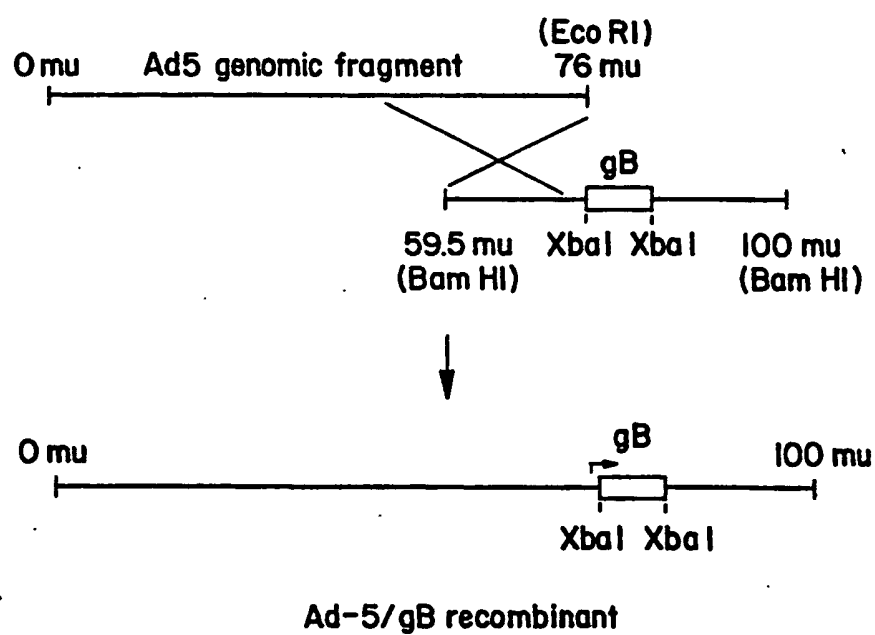 (Eco RI)
0 mu Ad5 genomic fragment 76 mu
gB
59.5 mu XbaI XbaI 100 mu
(Bam HI) (Bam HI)
gB
0 mu 100 mu
XbaI XbaI
Ad-5/gB recombinant